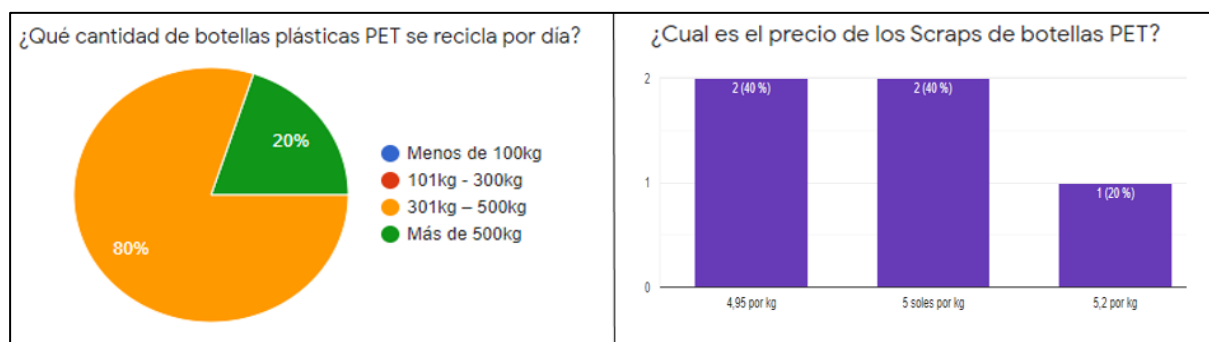 ¿Qué cantidad de botellas plásticas PET se recicla por día?
20%
80%
Menos de 100kg
101kg - 300kg
301kg – 500kg
Más de 500kg
¿Cual es el precio de los Scraps de botellas PET?
2
1
0
2 (40 %)
2 (40 %)
1 (20 %)
4,95 por kg
5 soles por kg
5,2 por kg